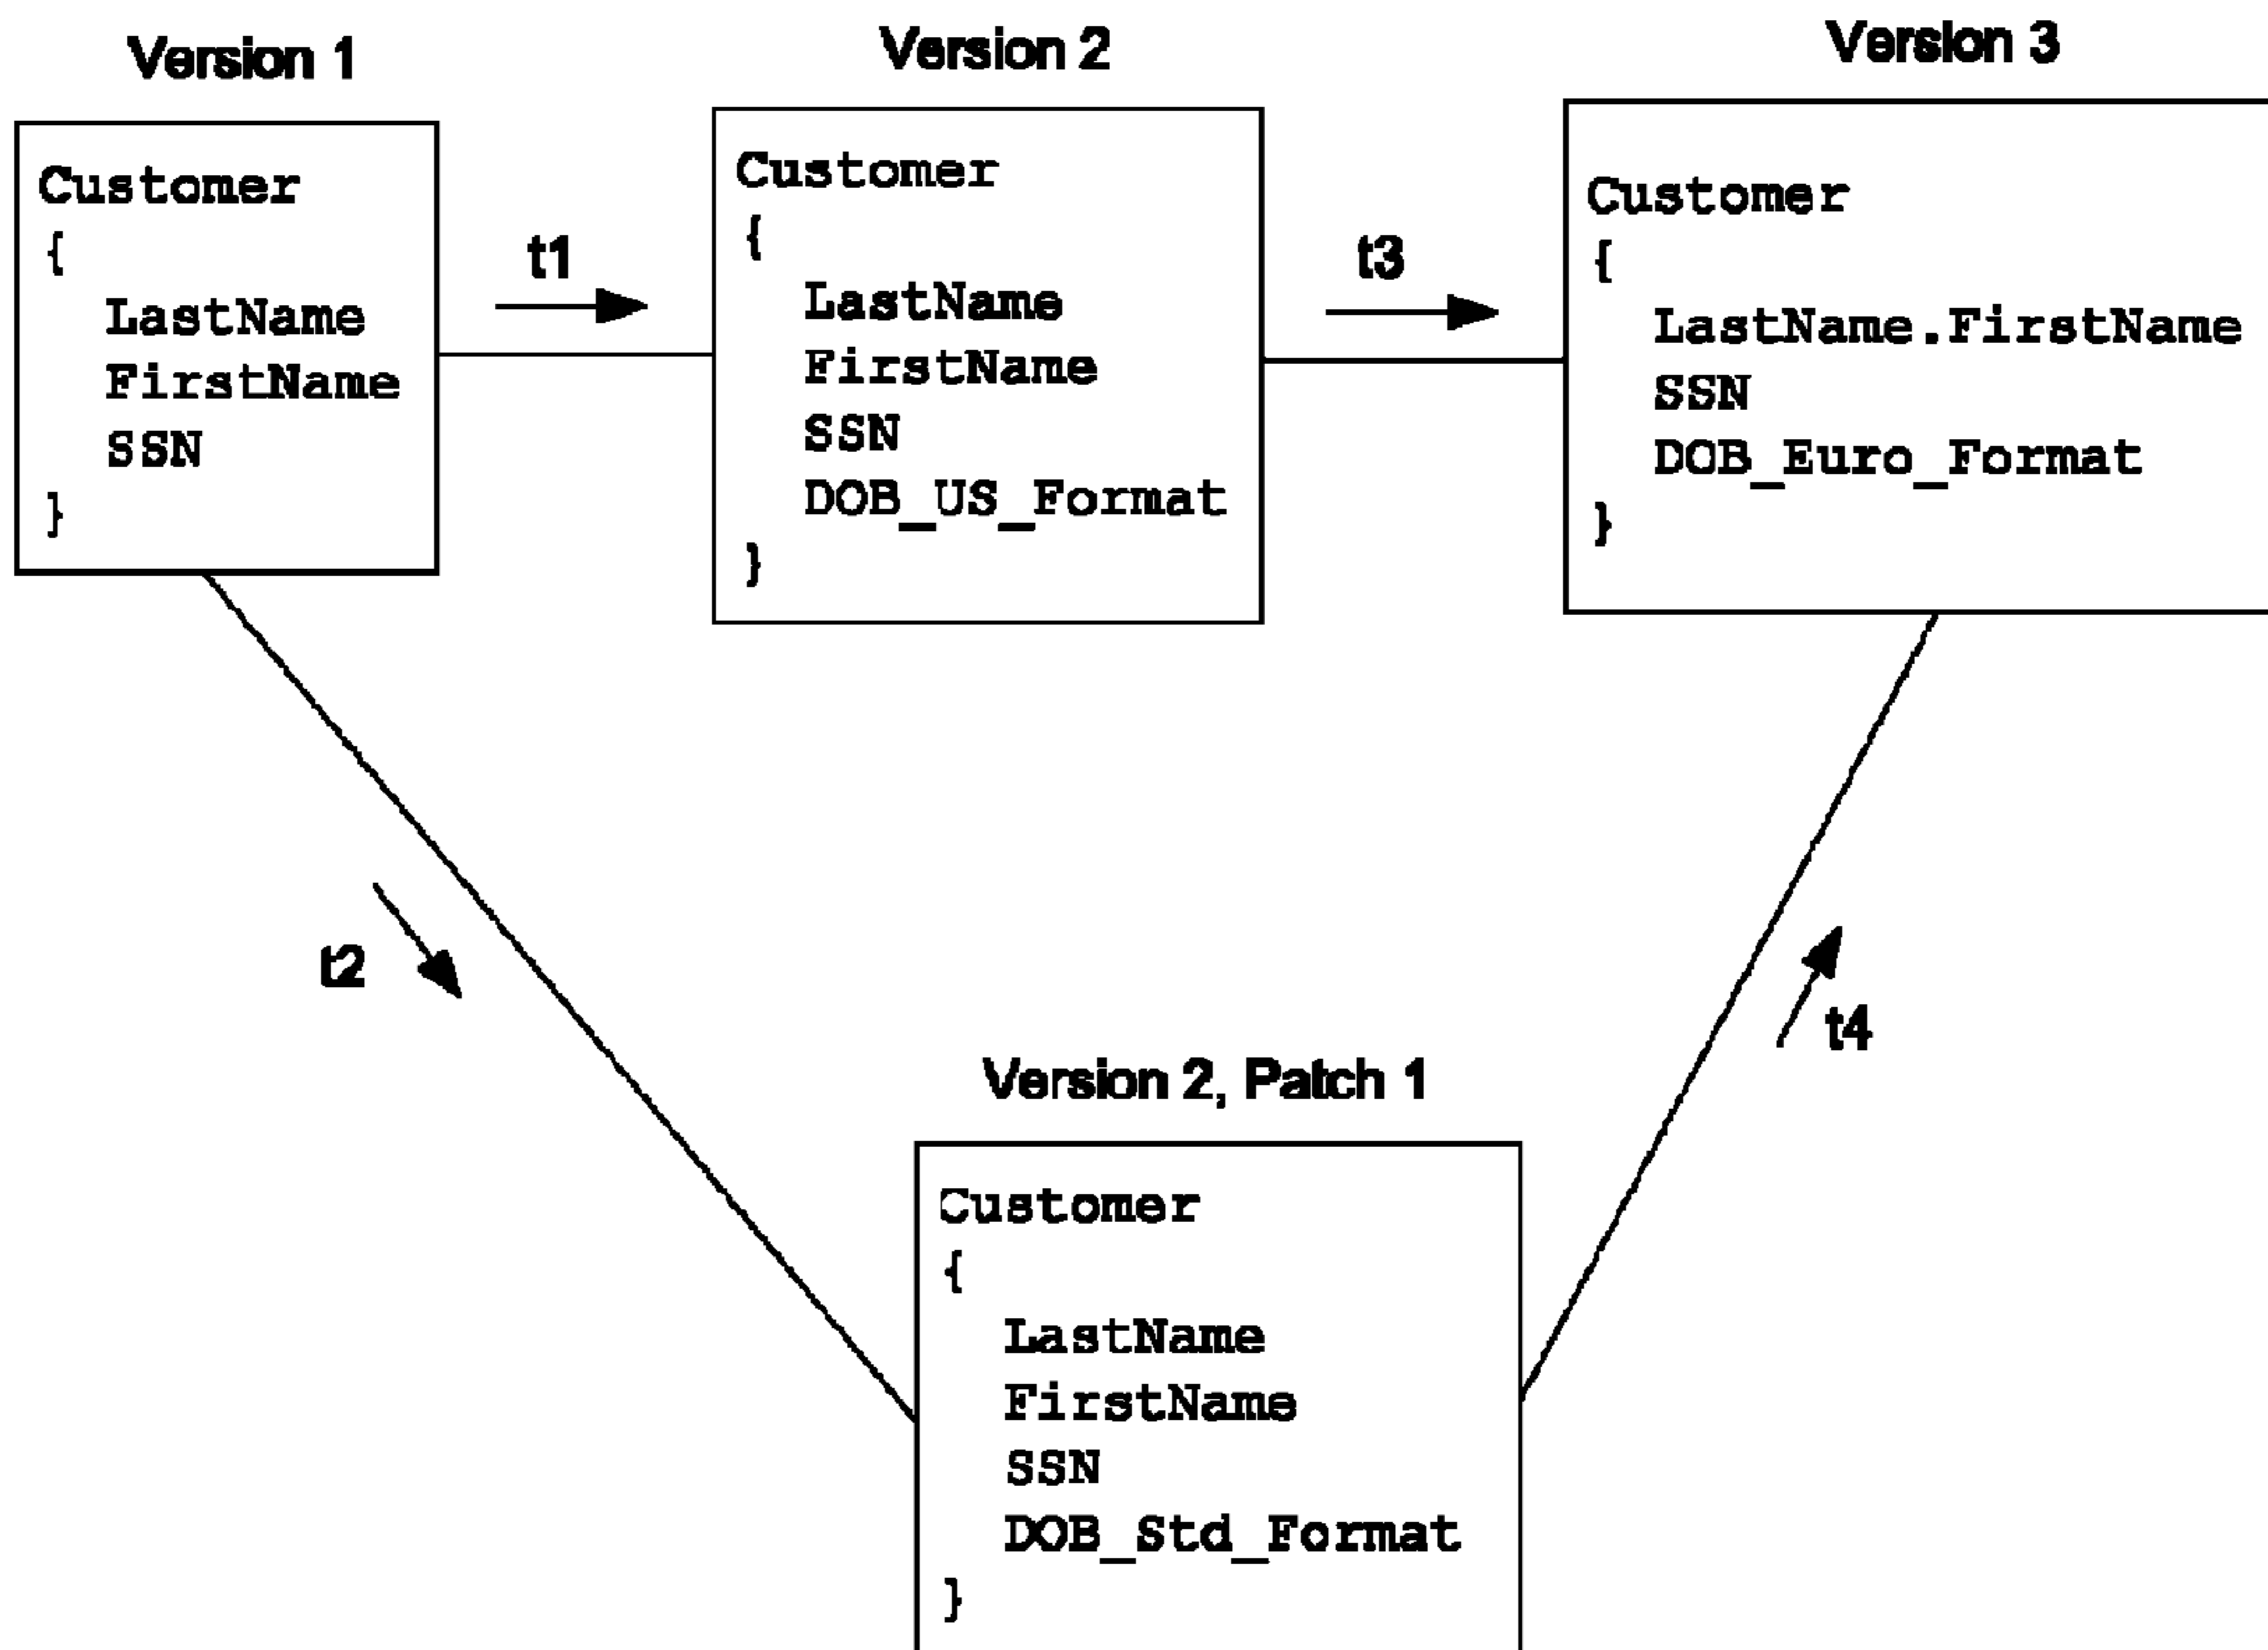 Version 1
Customer
{
LastName
FirstName
SSN
}
t1
Version 2
Customer
{
LastName
FirstName
SSN
DOB_US_Format
}
t3
Version 3
Customer
{
LastName.FirstName
SSN
DOB_Euro_Format
}
t2
t4
Version 2, Patch 1
Customer
{
LastName
FirstName
SSN
DOB_Std_Format
}